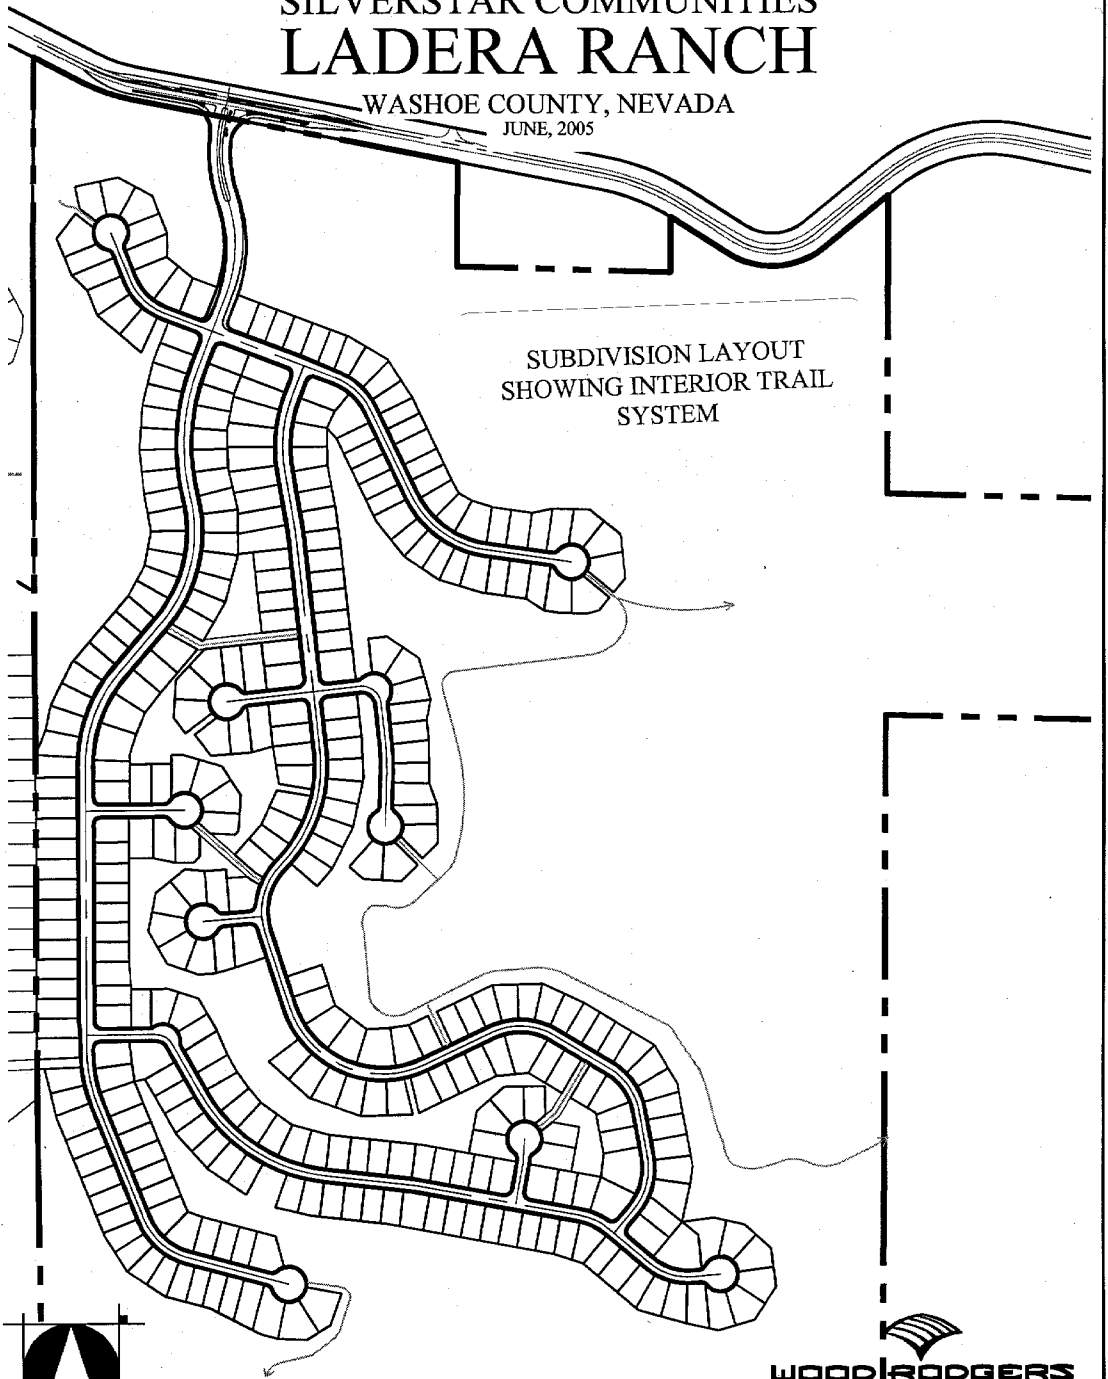 SILVERSTAR COMMUNITIES
LADERA RANCH
WASHOE COUNTY, NEVADA
JUNE, 2005
SUBDIVISION LAYOUT
SHOWING INTERIOR TRAIL
SYSTEM
WOOD RODGERS